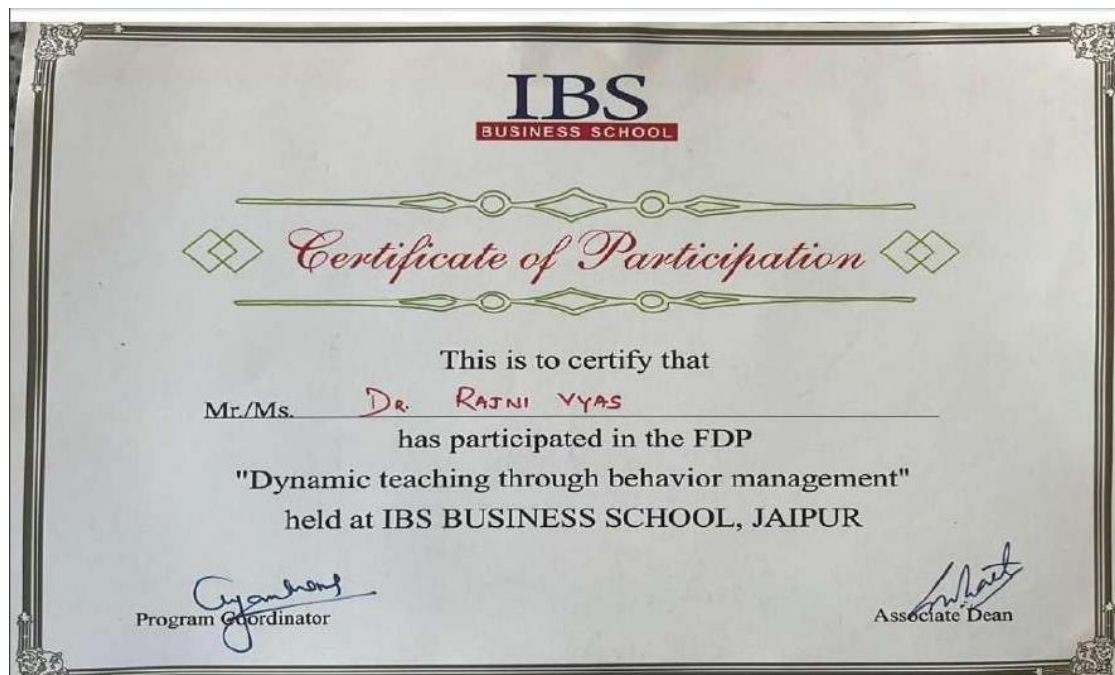 IBS
BUSINESS SCHOOL
Certificate of Participation
This is to certify that
Mr./Ms. DR. RAJNI VYAS
has participated in the FDP
"Dynamic teaching through behavior management"
held at IBS BUSINESS SCHOOL, JAIPUR
Program Coordinator
Associate Dean